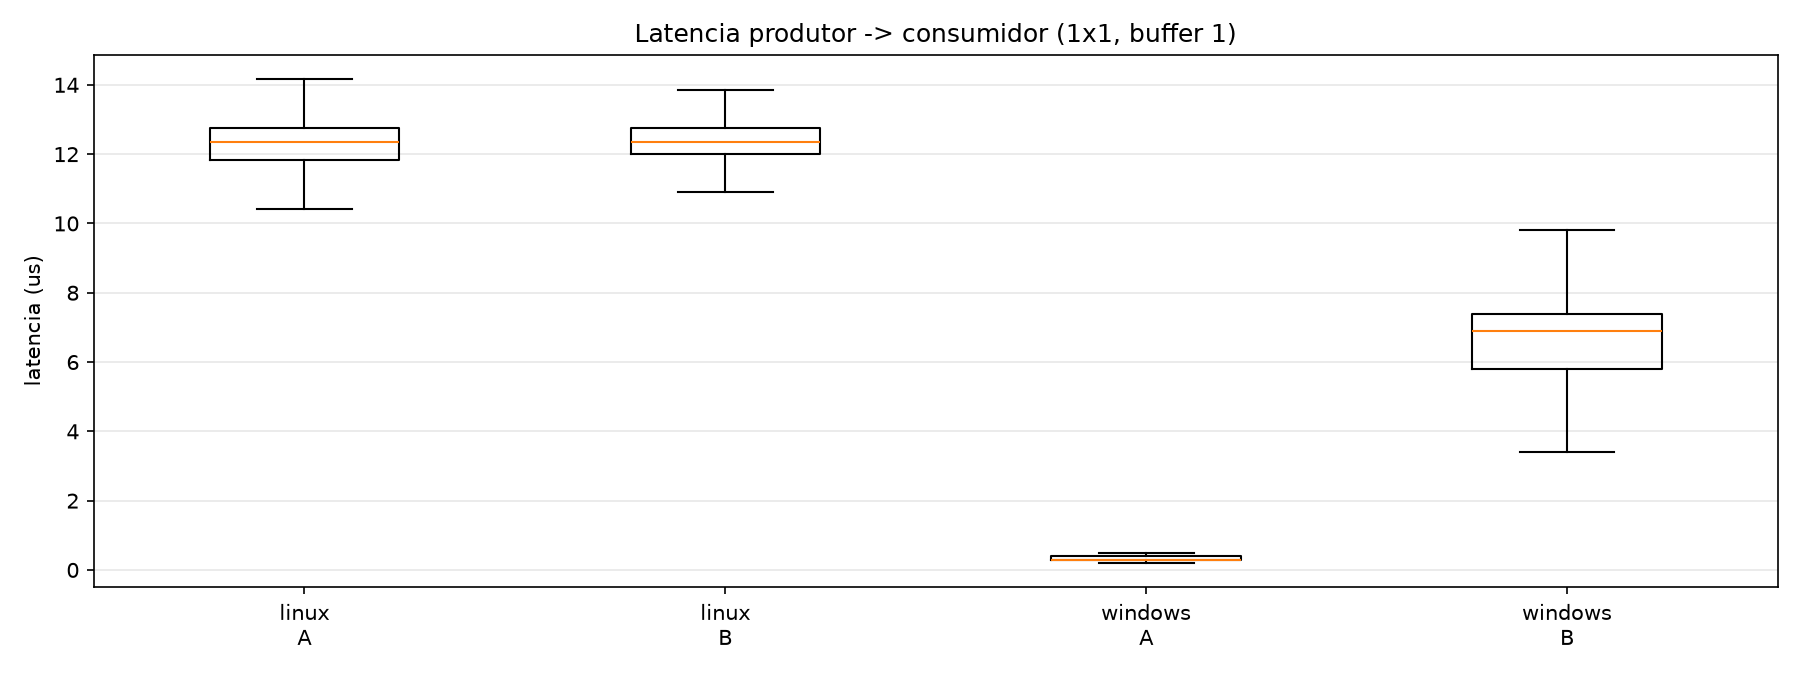 Latencia produtor -> consumidor (1x1, buffer 1)
latencia (us)
14
12
10
8
6
4
2
0
linux
A
linux
B
windows
A
windows
B